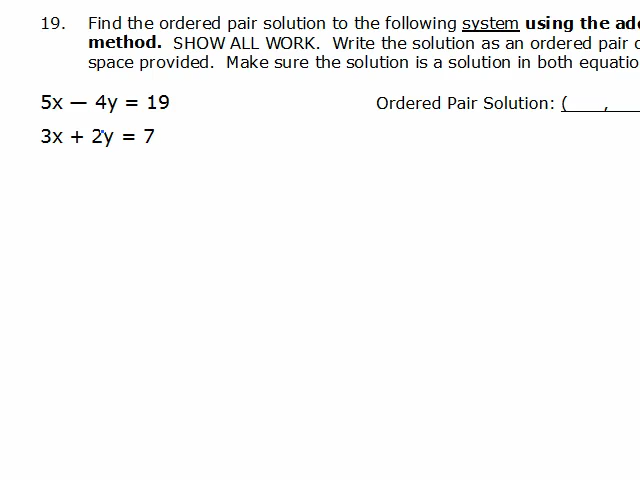 19. Find the ordered pair solution to the following system using the
method. SHOW ALL WORK. Write the solution as an ordered pair
space provided. Make sure the solution is a solution in both
5x — 4y = 19
Ordered Pair Solution: ( ,
3x + 2y = 7